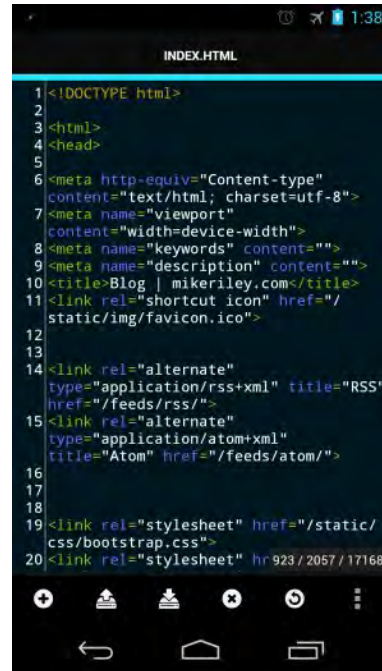 1:38
INDEX.HTML
1 <!DOCTYPE html>
2
3 <html>
4 <head>
5
6 <meta http-equiv="Content-type"
content="text/html; charset=utf-8">
7 <meta name="viewport"
content="width=device-width">
8 <meta name="keywords" content="">
9 <meta name="description" content="">
10 <title>Blog | mikeriley.com</title>
11 <link rel="shortcut icon" href="/
static/img/favicon.ico">
12
13
14 <link rel="alternate"
type="application/rss+xml" title="RSS"
href="/feeds/rss/">
15 <link rel="alternate"
type="application/atom+xml"
title="Atom" href="/feeds/atom/">
16
17
18
19 <link rel="stylesheet" href="/static/
css/bootstrap.css">
20 <link rel="stylesheet" hr 923 / 2057 / 17168